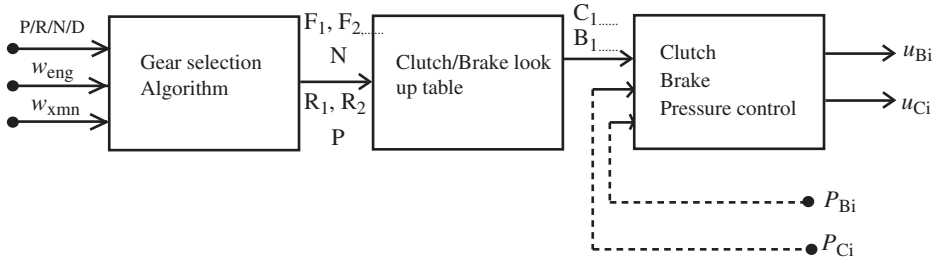 P/R/N/D
w_eng
w_xmn
Gear selection
Algorithm
F_1, F_2,......
N
R_1, R_2
P
Clutch/Brake look
up table
C_1......
B_1......
Clutch
Brake
Pressure control
u_Bi
u_Ci
P_Bi
P_Ci